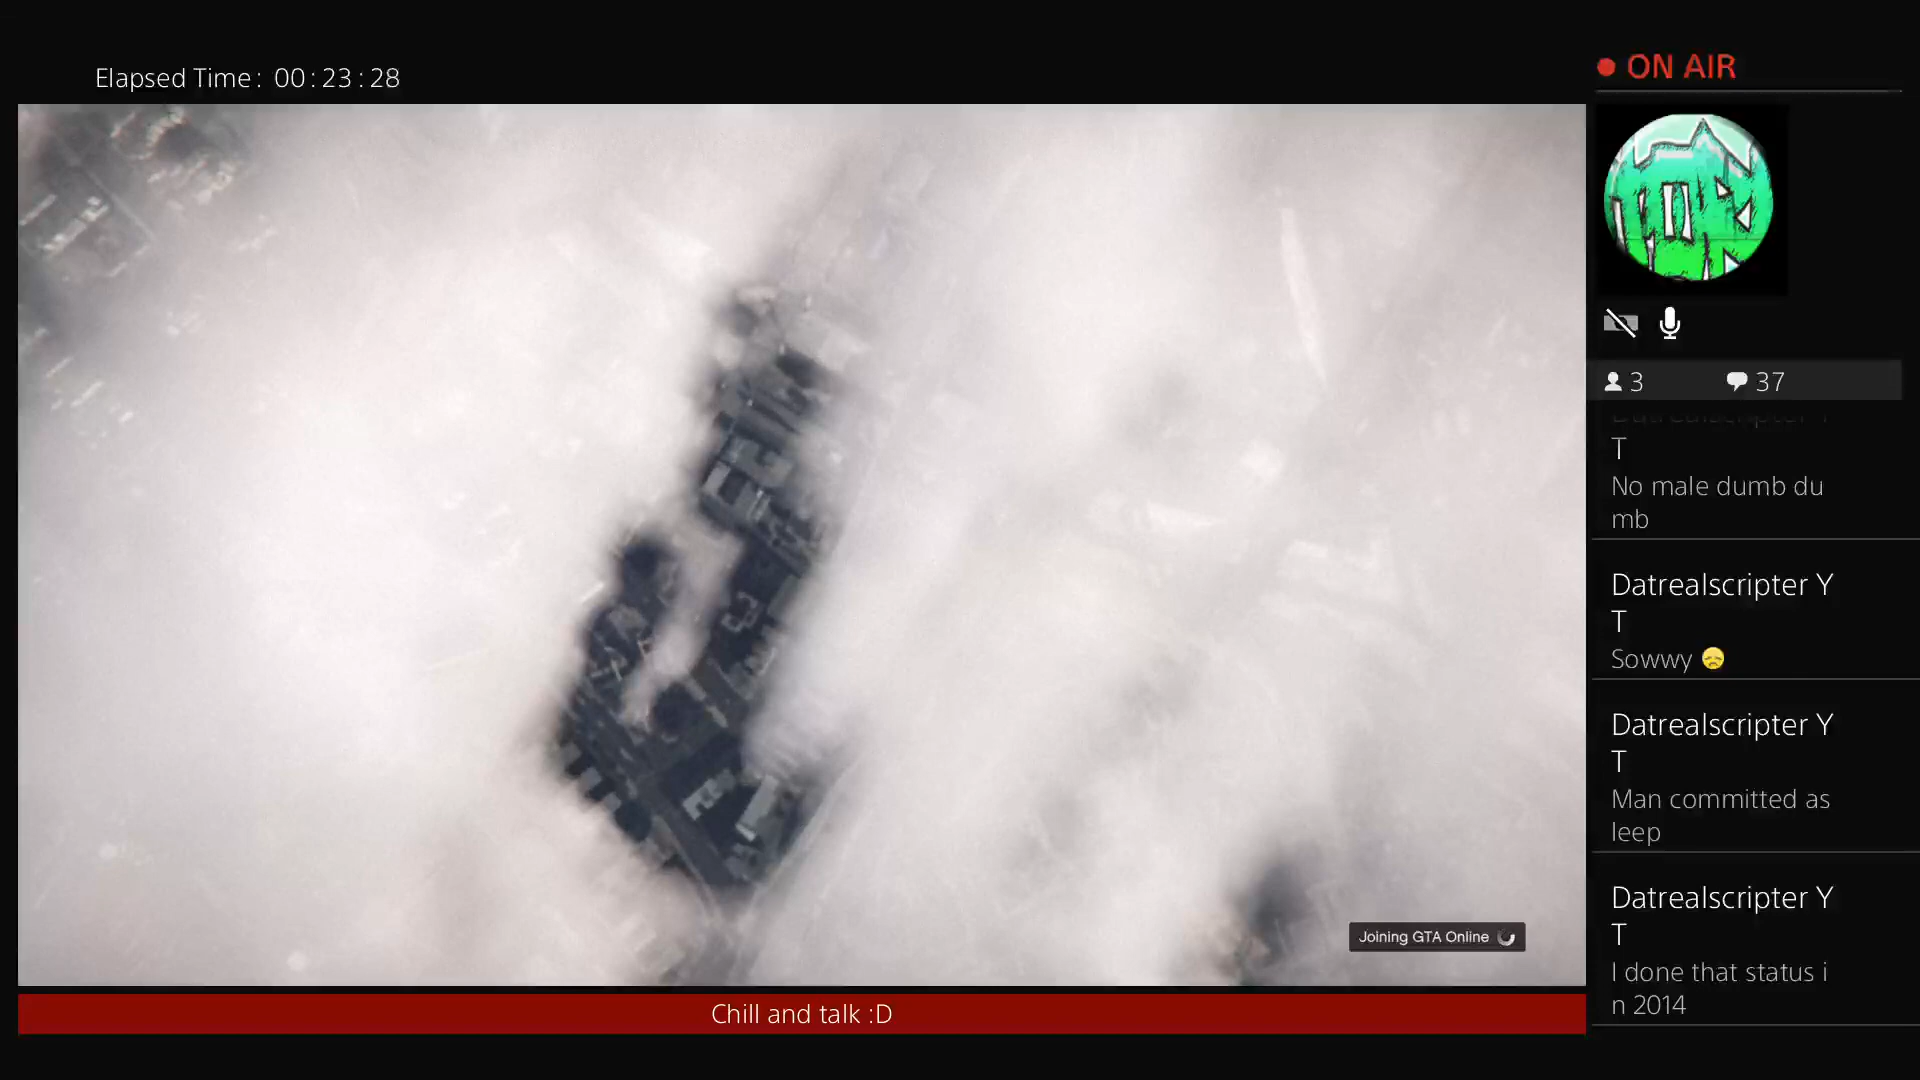 Elapsed Time: 00:23:28
ON AIR
3 37
T
No male dumb du
mb
Datrealscripter Y
T
Sowwy 😞
Datrealscripter Y
T
Man committed as
leep
Datrealscripter Y
T
I done that status i
n 2014
Joining GTA Online
Chill and talk :D